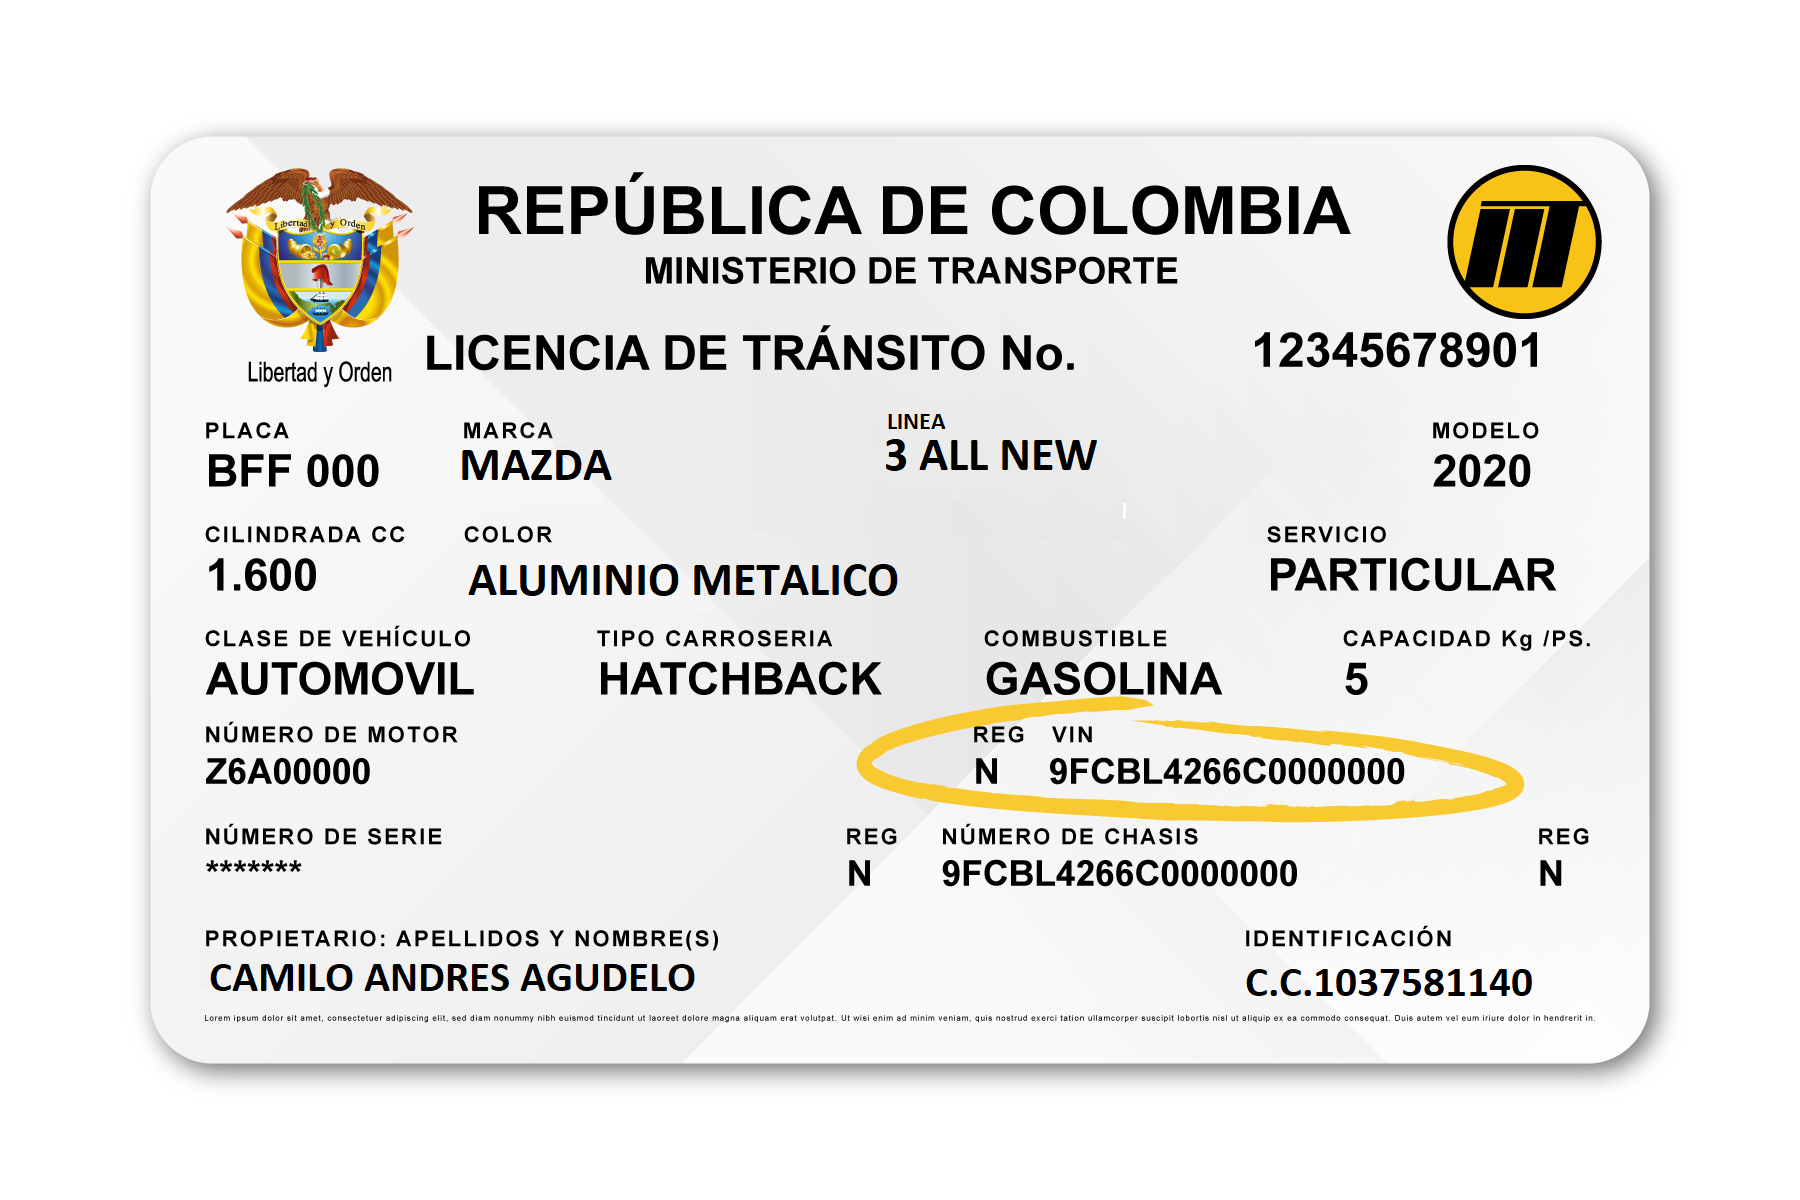 REPÚBLICA DE COLOMBIA
MINISTERIO DE TRANSPORTE
Libertad y Orden
Libertad y Orden
LICENCIA DE TRÁNSITO No. 12345678901
PLACA MARCA LINEA MODELO
BFF 000 MAZDA 3 ALL NEW 2020
CILINDRADA CC COLOR SERVICIO
1.600 ALUMINIO METALICO PARTICULAR
CLASE DE VEHÍCULO TIPO CARROSERIA COMBUSTIBLE CAPACIDAD Kg /PS.
AUTOMOVIL HATCHBACK GASOLINA 5
NÚMERO DE MOTOR REG VIN
Z6A00000 N 9FCBL4266C0000000
NÚMERO DE SERIE REG NÚMERO DE CHASIS REG
******* N 9FCBL4266C0000000 N
PROPIETARIO: APELLIDOS Y NOMBRE(S) IDENTIFICACIÓN
CAMILO ANDRES AGUDELO C.C.1037581140
Lorem ipsum dolor sit amet, consectetuer adipiscing elit, sed diam nonummy nibh euismod tincidunt ut laoreet dolore magna aliquam erat volutpat. Ut wisi enim ad minim veniam, quis nostrud exerci tation ullamcorper suscipit lobortis nisl ut aliquip ex ea commodo consequat. Duis autem vel eum iriure dolor in hendrerit in.